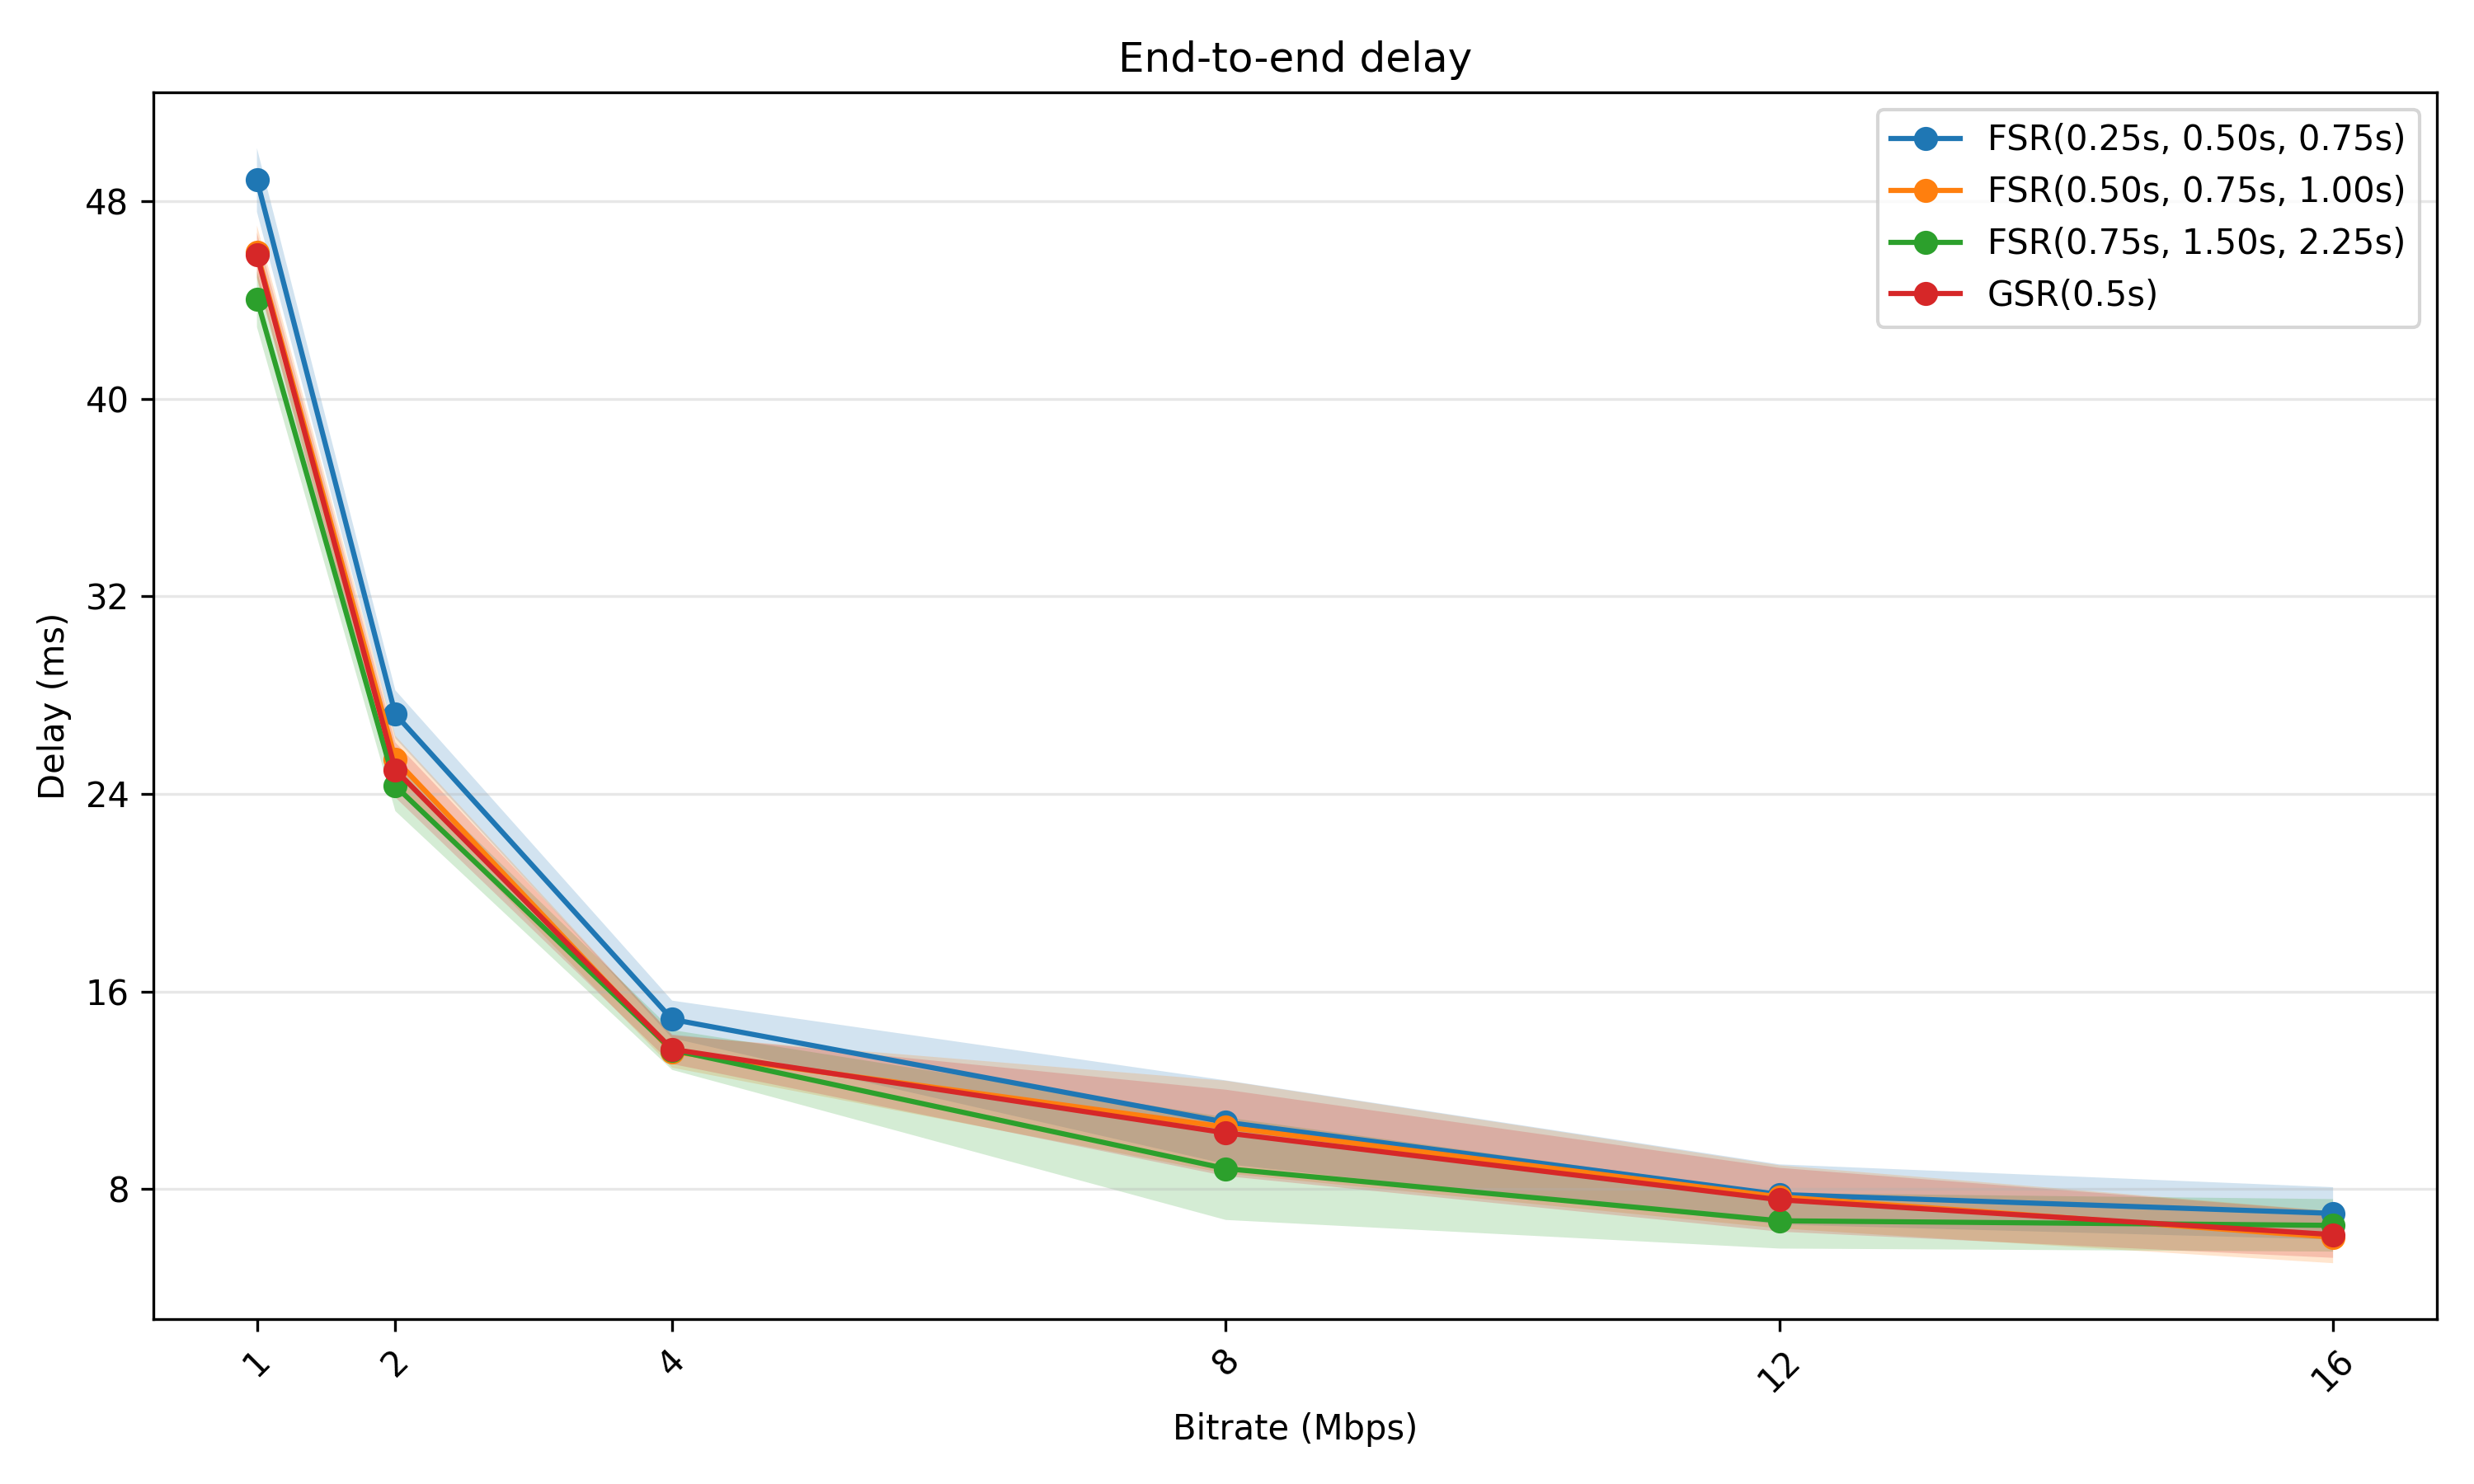 End-to-end delay
FSR(0.25s, 0.50s, 0.75s)
FSR(0.50s, 0.75s, 1.00s)
FSR(0.75s, 1.50s, 2.25s)
GSR(0.5s)
48
40
32
24
16
8
Delay (ms)
1 2 4 8 12 16
Bitrate (Mbps)